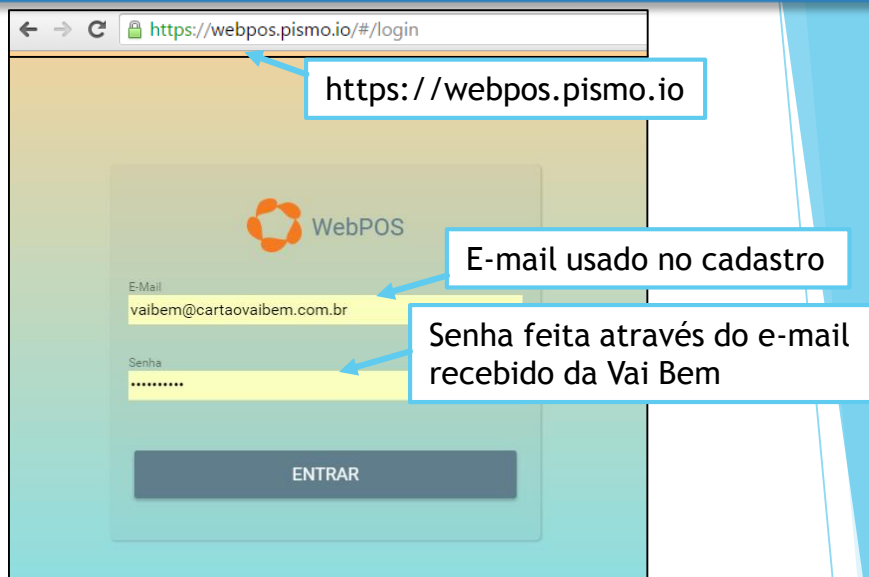 https://webpos.pismo.io/#/login
https://webpos.pismo.io
WebPOS
E-mail usado no cadastro
E-Mail
vaibem@cartaovaibem.com.br
Senha feita através do e-mail
recebido da Vai Bem
Senha
••••••••••
ENTRAR